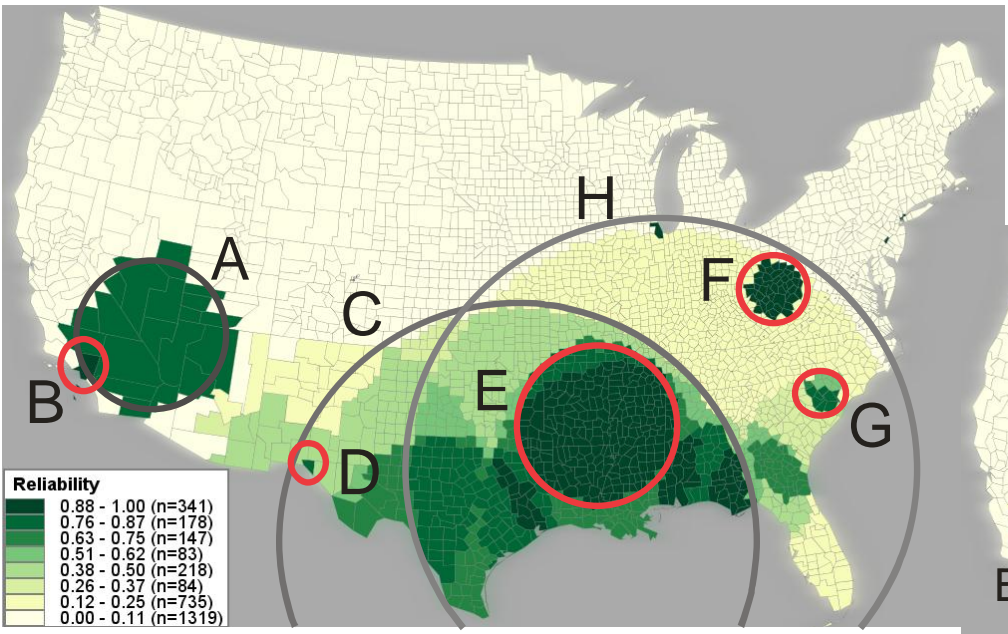 H
A
F
C
E
B
G
D
Reliability
0.88 - 1.00 (n=341)
0.76 - 0.87 (n=178)
0.63 - 0.75 (n=147)
0.51 - 0.62 (n=83)
0.38 - 0.50 (n=218)
0.26 - 0.37 (n=84)
0.12 - 0.25 (n=735)
0.00 - 0.11 (n=1319)